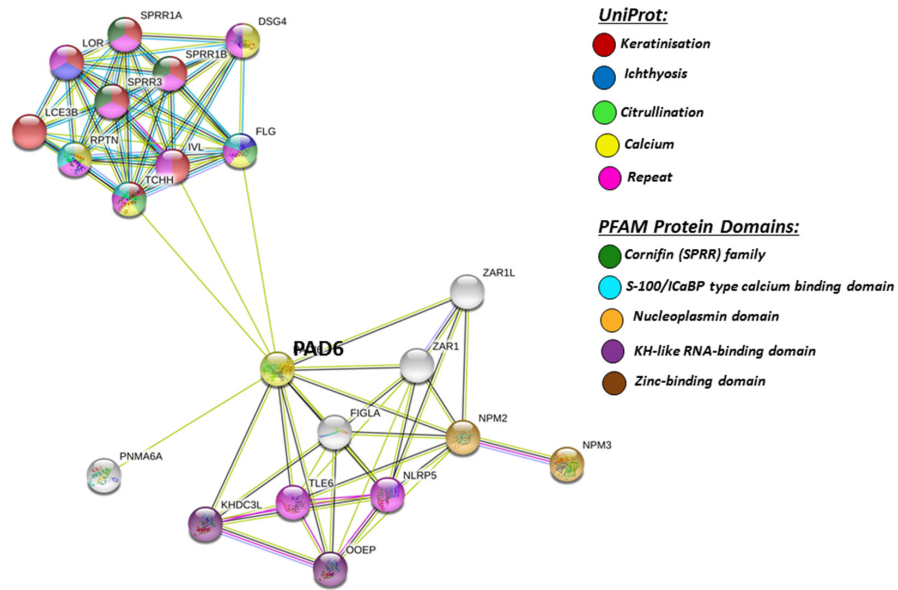 SPRR1A
DSG4
LOR
SPRR1B
SPRR3
LCE3B
RPTN
IVL
FLG
TCHH
ZAR1L
PAD6
ZAR1
FIGLA
NPM2
NPM3
PNMA6A
TLE6
NLRP5
KHDC3L
OOEP
UniProt:
Keratinisation
Ichthyosis
Citrullination
Calcium
Repeat
PFAM Protein Domains:
Cornifin (SPRR) family
S-100/ICaBP type calcium binding domain
Nucleoplasmin domain
KH-like RNA-binding domain
Zinc-binding domain